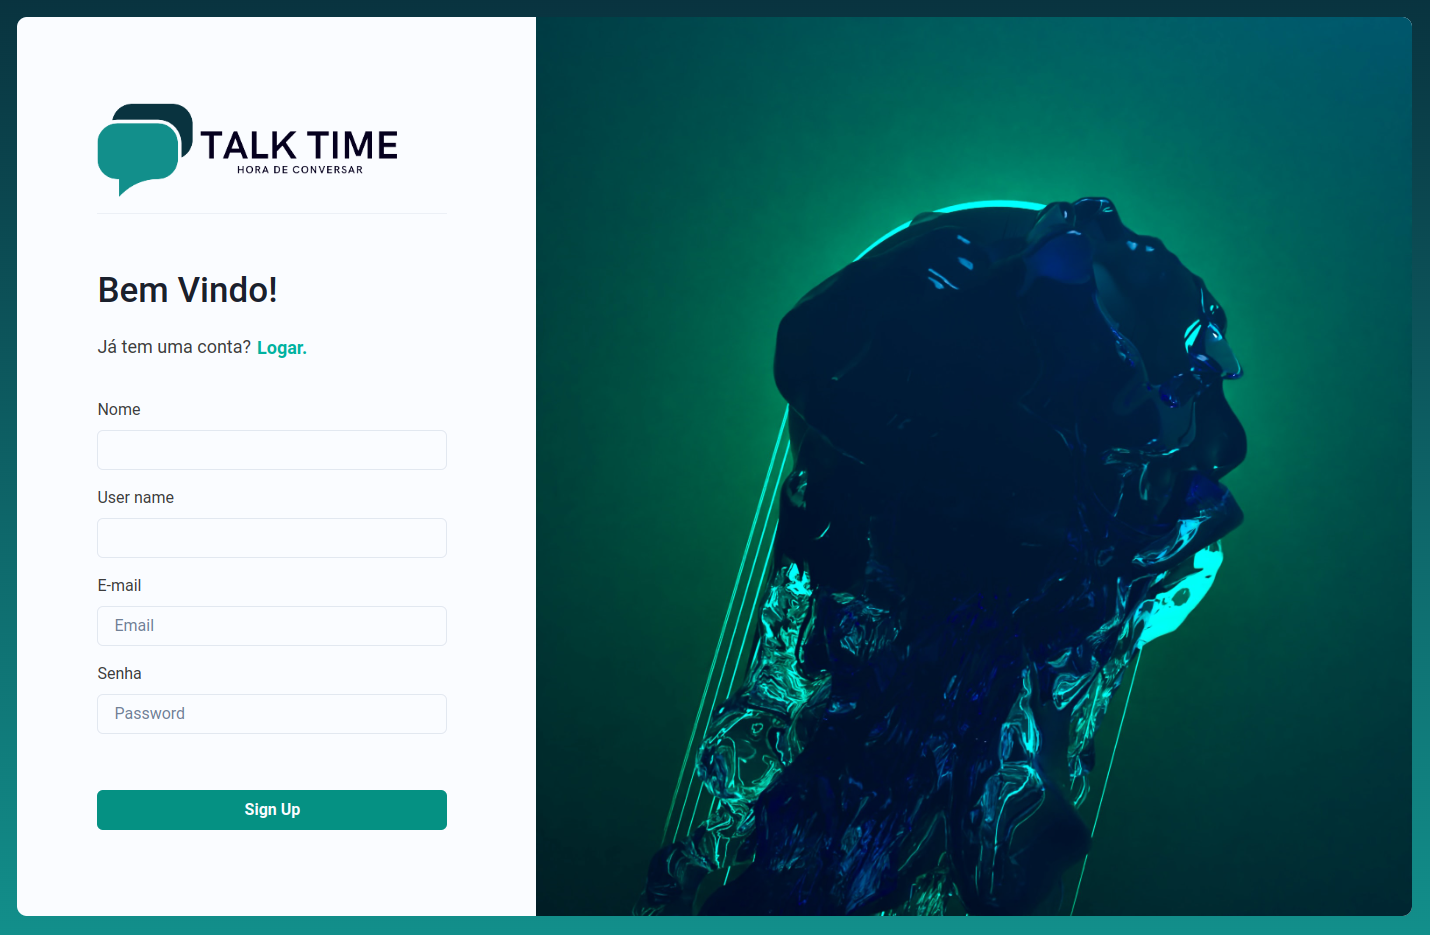 TALK TIME
HORA DE CONVERSAR
Bem Vindo!
Já tem uma conta? Logar.
Nome
User name
E-mail
Email
Senha
Password
Sign Up